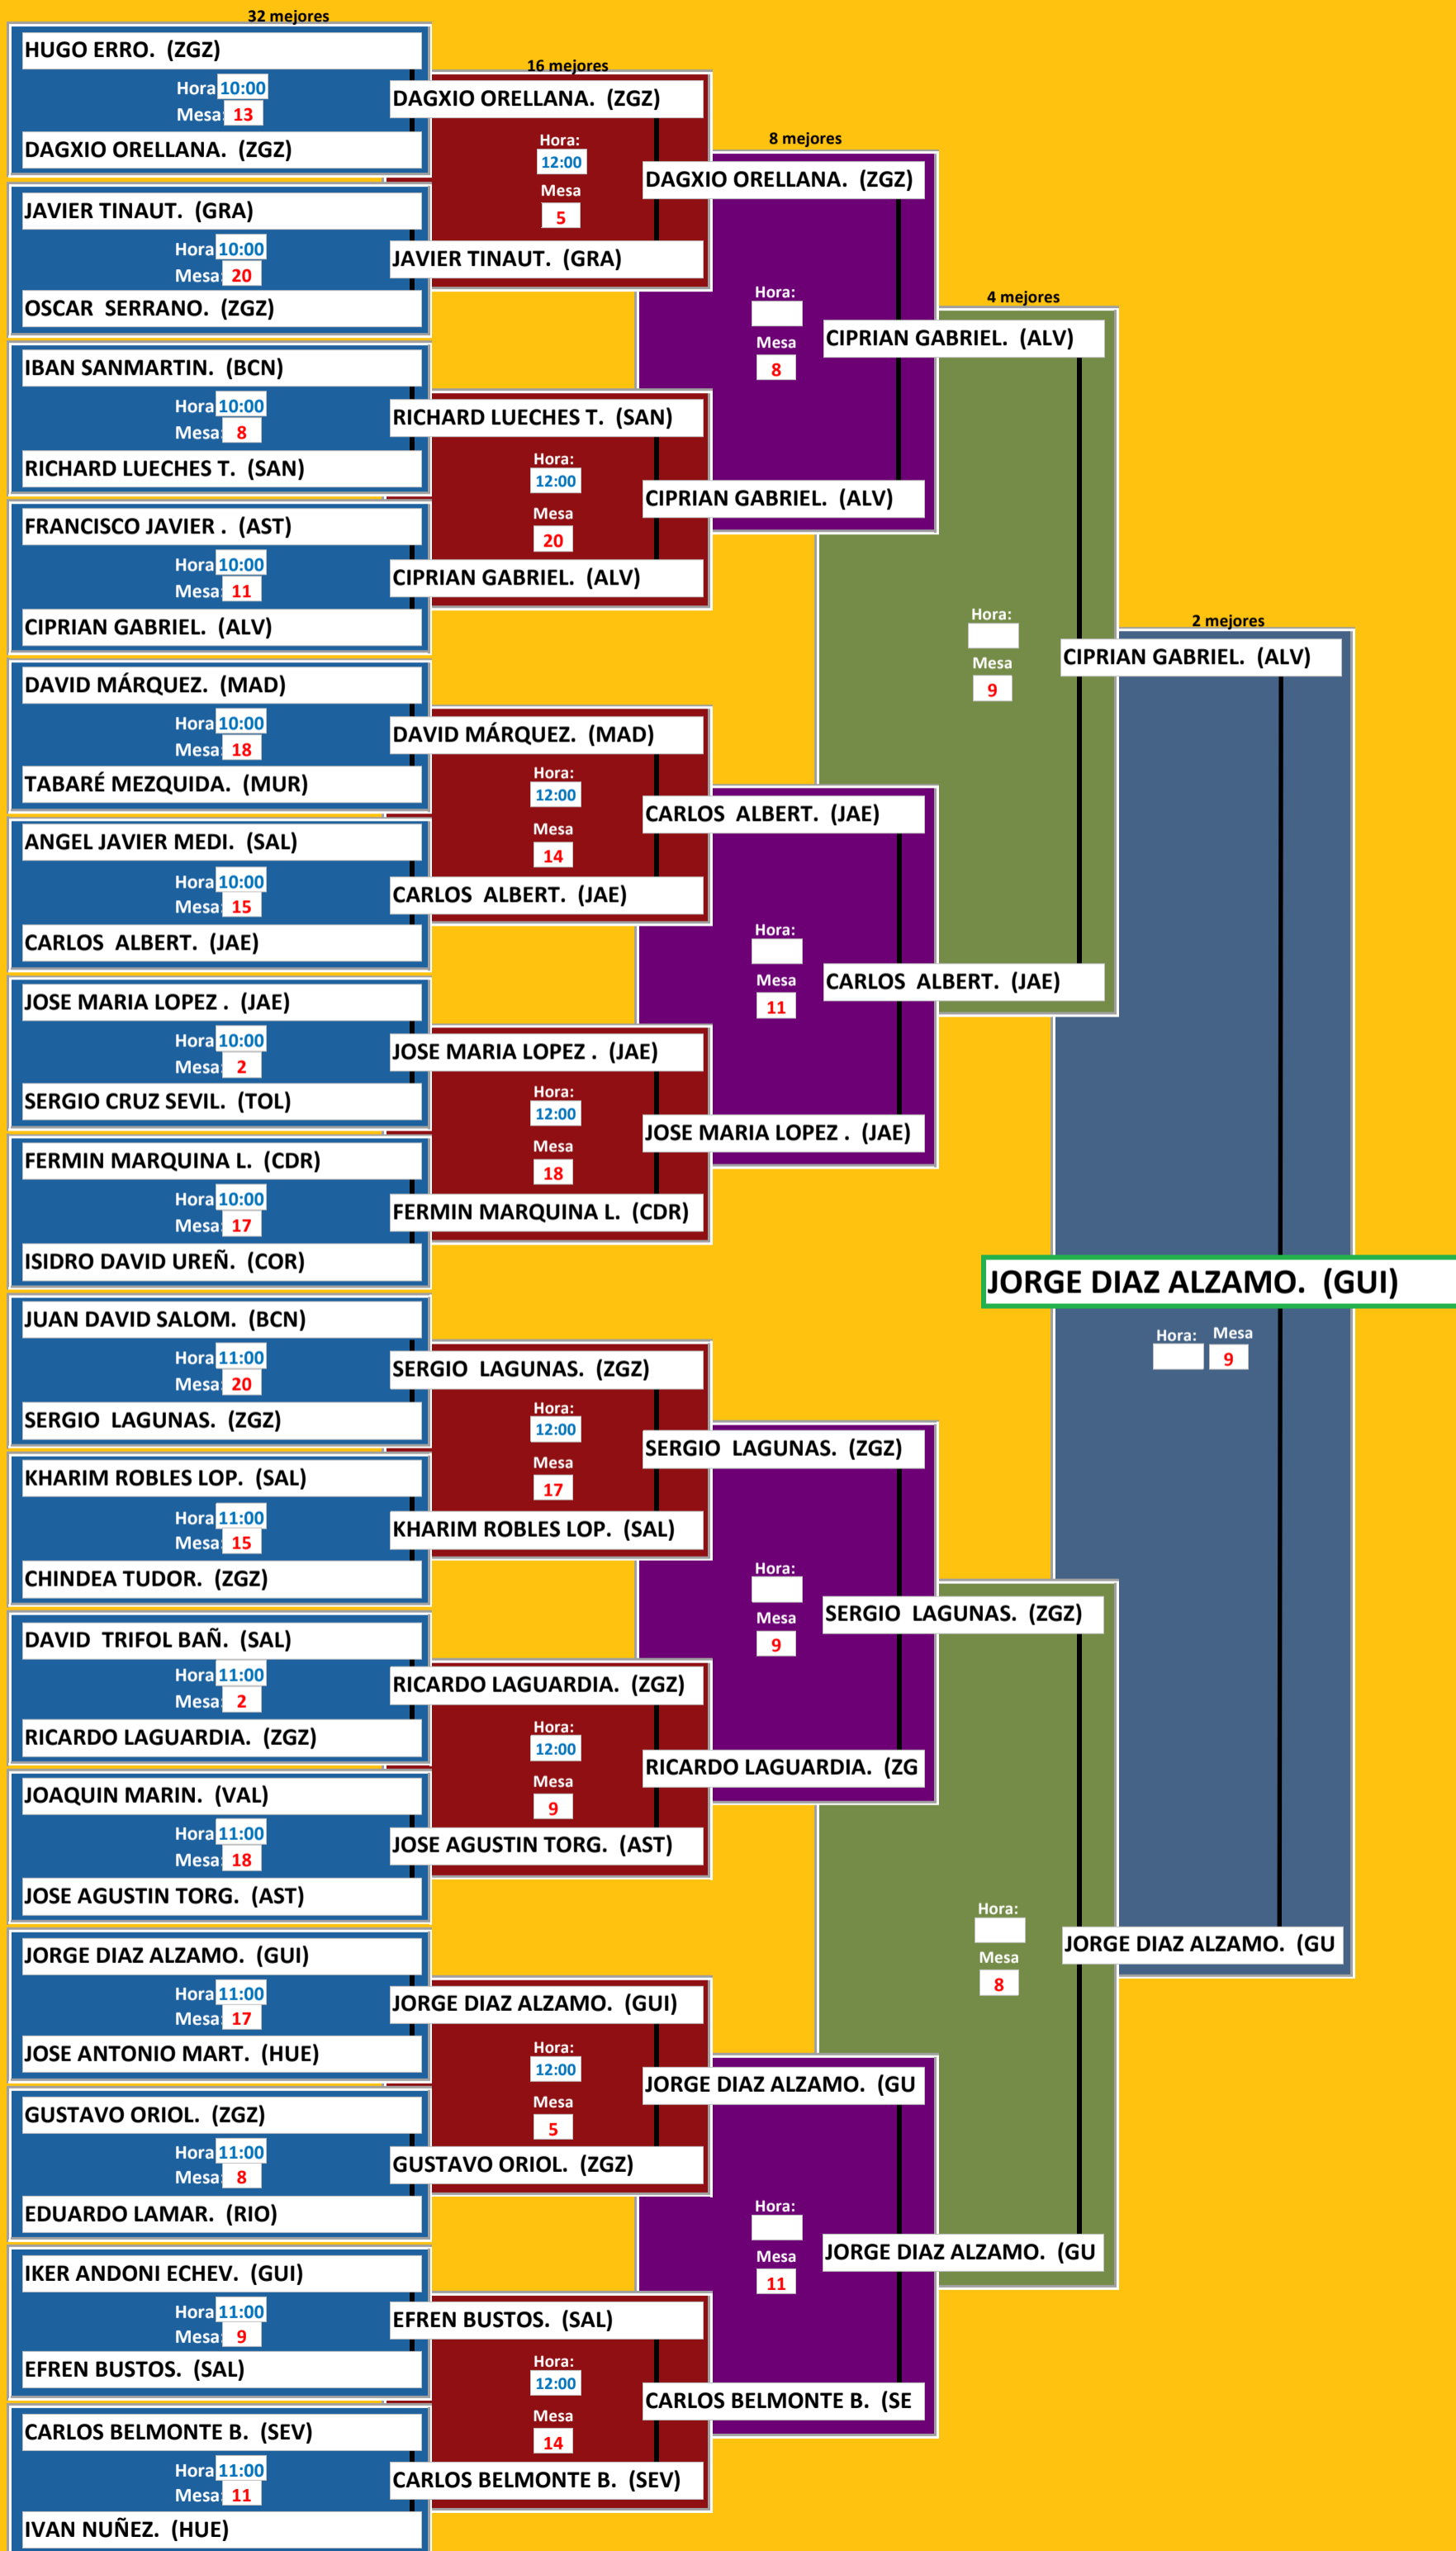 32 mejores
HUGO ERRO. (ZGZ)
Hora 10:00
Mesa: 13
DAGXIO ORELLANA. (ZGZ)
JAVIER TINAUT. (GRA)
Hora 10:00
Mesa: 20
OSCAR SERRANO. (ZGZ)
IBAN SANMARTIN. (BCN)
Hora 10:00
Mesa: 8
RICHARD LUECHES T. (SAN)
FRANCISCO JAVIER . (AST)
Hora 10:00
Mesa: 11
CIPRIAN GABRIEL. (ALV)
DAVID MÁRQUEZ. (MAD)
Hora 10:00
Mesa: 18
TABARÉ MEZQUIDA. (MUR)
ANGEL JAVIER MEDI. (SAL)
Hora 10:00
Mesa: 15
CARLOS ALBERT. (JAE)
JOSE MARIA LOPEZ . (JAE)
Hora 10:00
Mesa: 2
SERGIO CRUZ SEVIL. (TOL)
FERMIN MARQUINA L. (CDR)
Hora 10:00
Mesa: 17
ISIDRO DAVID UREÑ. (COR)
JUAN DAVID SALOM. (BCN)
Hora 11:00
Mesa: 20
SERGIO LAGUNAS. (ZGZ)
KHARIM ROBLES LOP. (SAL)
Hora 11:00
Mesa: 15
CHINDEA TUDOR. (ZGZ)
DAVID TRIFOL BAÑ. (SAL)
Hora 11:00
Mesa: 2
RICARDO LAGUARDIA. (ZGZ)
JOAQUIN MARIN. (VAL)
Hora 11:00
Mesa: 18
JOSE AGUSTIN TORG. (AST)
JORGE DIAZ ALZAMO. (GUI)
Hora 11:00
Mesa: 17
JOSE ANTONIO MART. (HUE)
GUSTAVO ORIOL. (ZGZ)
Hora 11:00
Mesa: 8
EDUARDO LAMAR. (RIO)
IKER ANDONI ECHEV. (GUI)
Hora 11:00
Mesa: 9
EFREN BUSTOS. (SAL)
CARLOS BELMONTE B. (SEV)
Hora 11:00
Mesa: 11
IVAN NUÑEZ. (HUE)
16 mejores
DAGXIO ORELLANA. (ZGZ)
Hora:
12:00
Mesa
5
JAVIER TINAUT. (GRA)
RICHARD LUECHES T. (SAN)
Hora:
12:00
Mesa
20
CIPRIAN GABRIEL. (ALV)
DAVID MÁRQUEZ. (MAD)
Hora:
12:00
Mesa
14
CARLOS ALBERT. (JAE)
JOSE MARIA LOPEZ . (JAE)
Hora:
12:00
Mesa
18
FERMIN MARQUINA L. (CDR)
SERGIO LAGUNAS. (ZGZ)
Hora:
12:00
Mesa
17
KHARIM ROBLES LOP. (SAL)
RICARDO LAGUARDIA. (ZGZ)
Hora:
12:00
Mesa
9
JOSE AGUSTIN TORG. (AST)
JORGE DIAZ ALZAMO. (GUI)
Hora:
12:00
Mesa
5
GUSTAVO ORIOL. (ZGZ)
EFREN BUSTOS. (SAL)
Hora:
12:00
Mesa
14
CARLOS BELMONTE B. (SEV)
8 mejores
DAGXIO ORELLANA. (ZGZ)
Hora:
Mesa
8
CIPRIAN GABRIEL. (ALV)
CARLOS ALBERT. (JAE)
Hora:
Mesa
11
JOSE MARIA LOPEZ . (JAE)
SERGIO LAGUNAS. (ZGZ)
Hora:
Mesa
9
RICARDO LAGUARDIA. (ZG
JORGE DIAZ ALZAMO. (GU
Hora:
Mesa
11
CARLOS BELMONTE B. (SE
4 mejores
CIPRIAN GABRIEL. (ALV)
Hora:
Mesa
9
CARLOS ALBERT. (JAE)
SERGIO LAGUNAS. (ZGZ)
Hora:
Mesa
8
JORGE DIAZ ALZAMO. (GU
2 mejores
CIPRIAN GABRIEL. (ALV)
JORGE DIAZ ALZAMO. (GUI)
Hora: Mesa
9
JORGE DIAZ ALZAMO. (GU